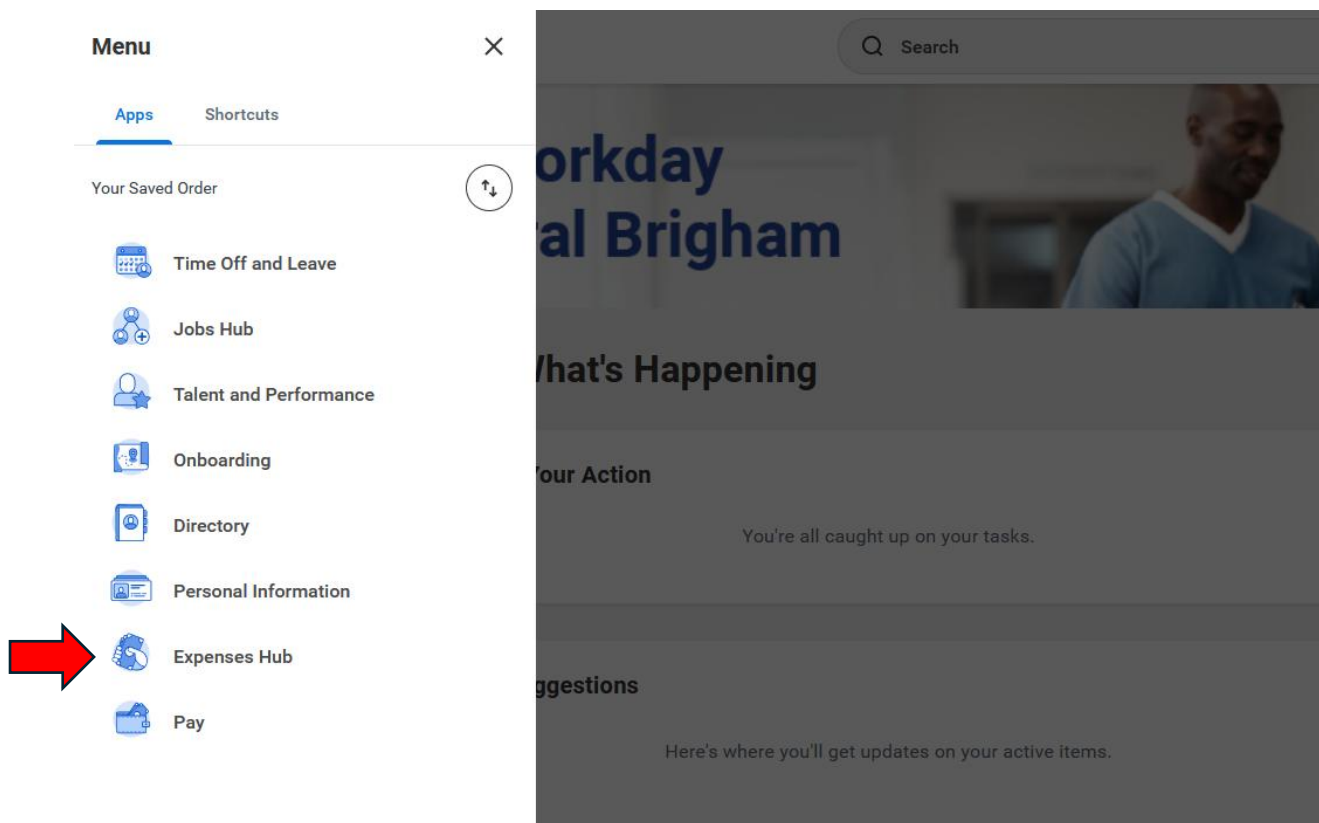 Menu
Search
Apps Shortcuts
Your Saved Order
orkday
al Brigham
Time Off and Leave
Jobs Hub
hat's Happening
Talent and Performance
Onboarding
our Action
Directory
You're all caught up on your tasks.
Personal Information
Expenses Hub
ggestions
Pay
Here's where you'll get updates on your active items.